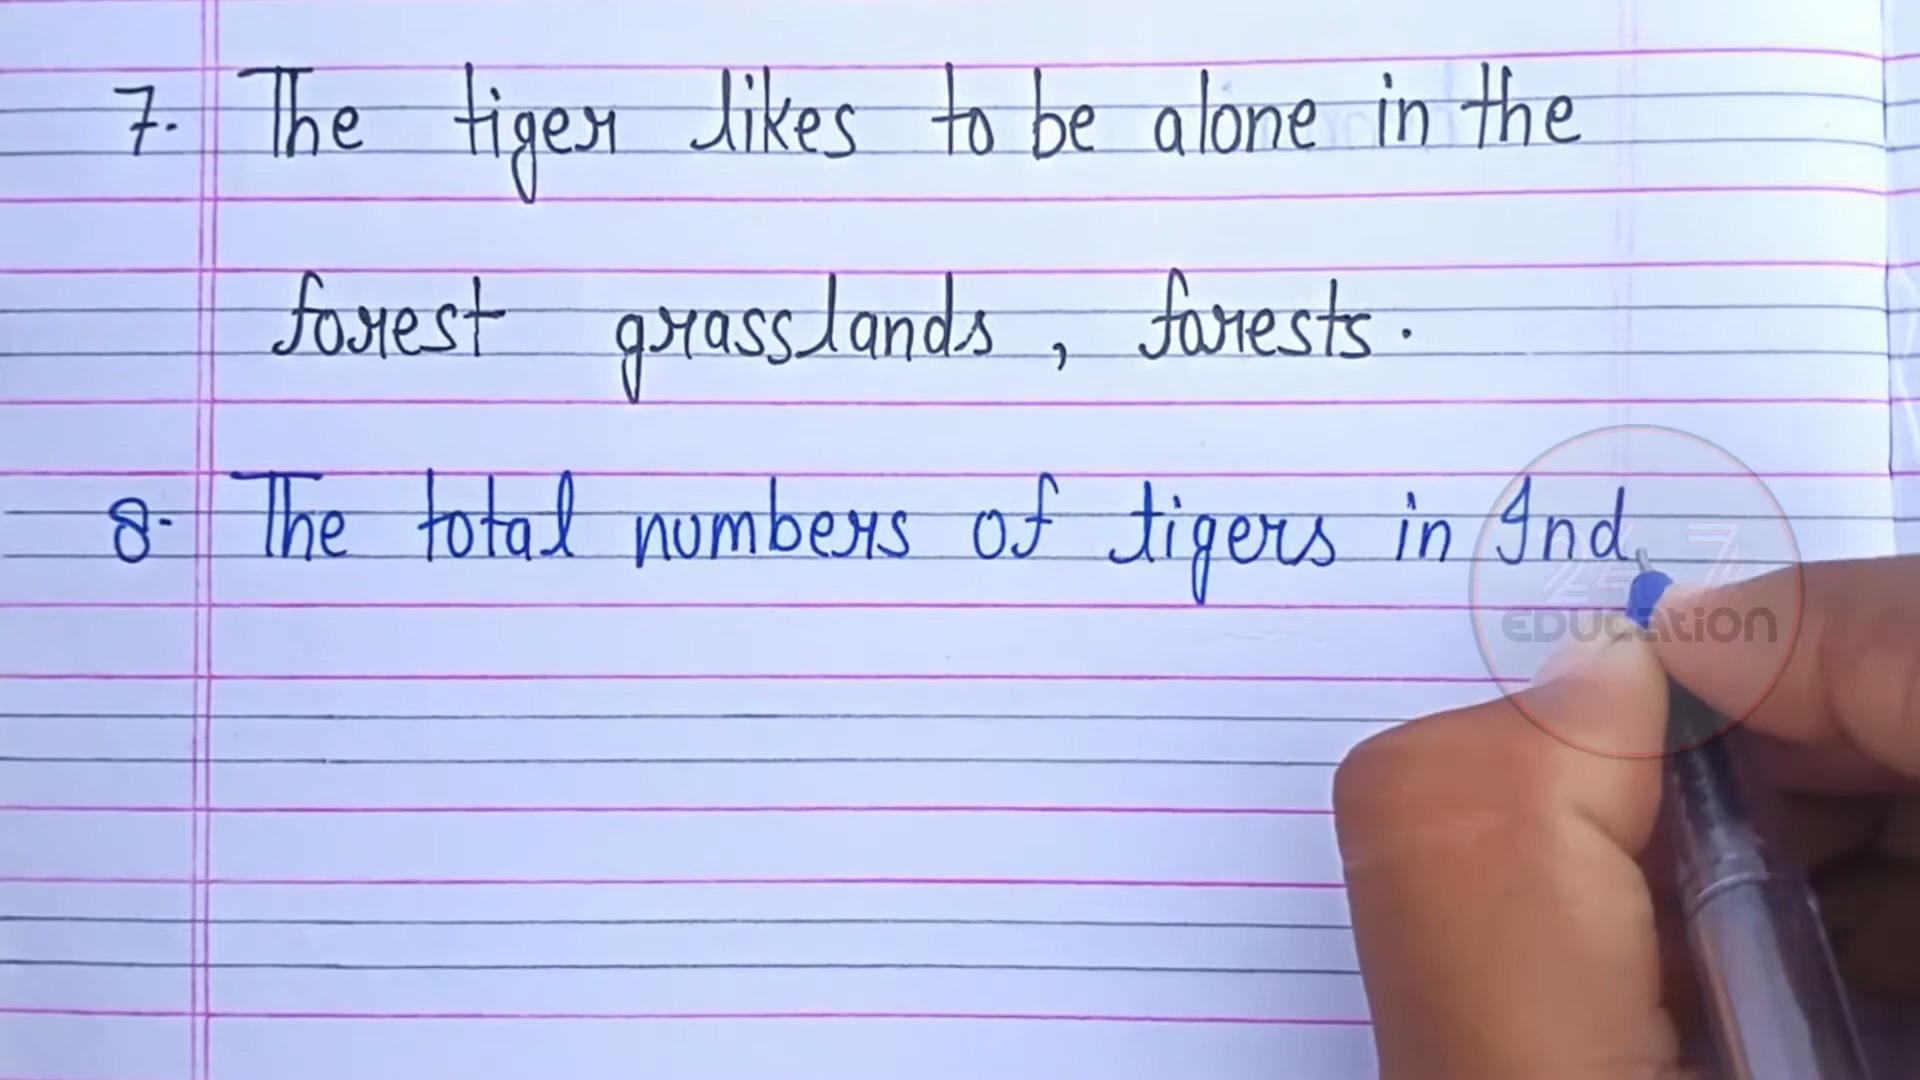 7. The tiger likes to be alone in the
forest grasslands, forests.
8. The total numbers of tigers in Ind
EDUCATION